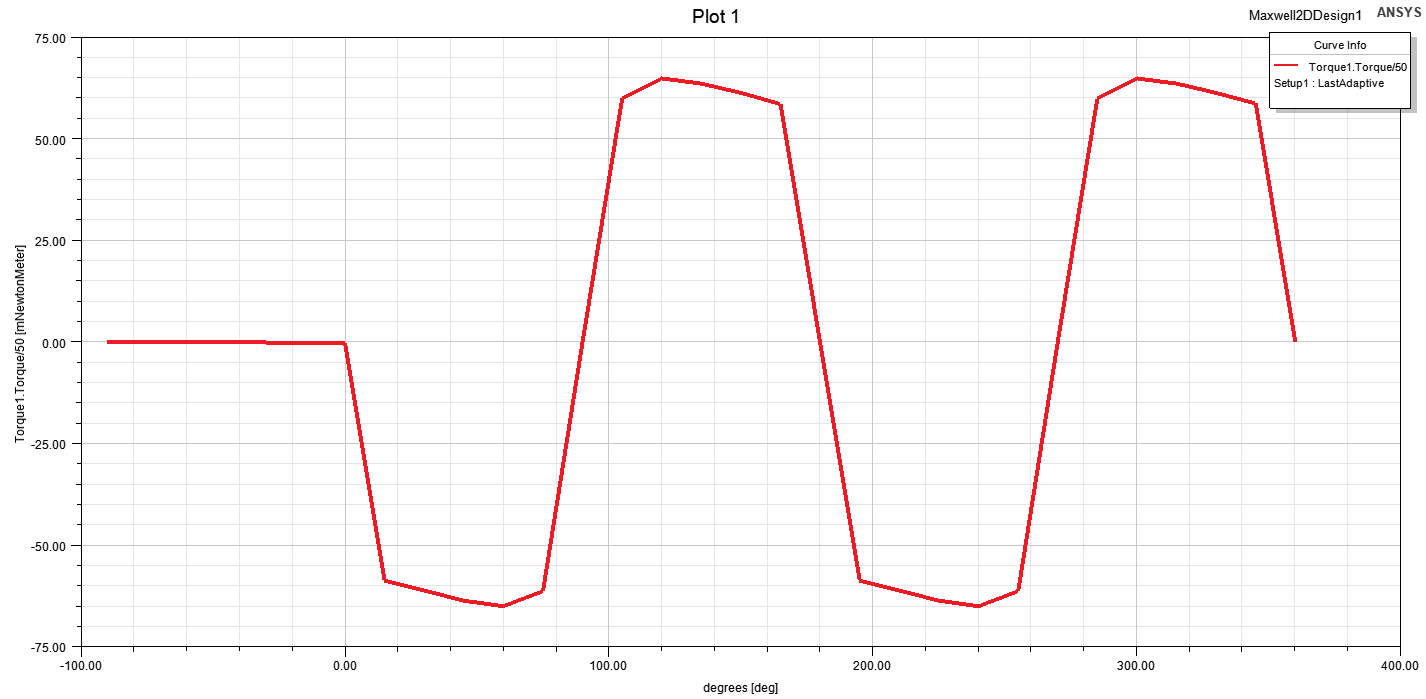 Plot 1
Maxwell2DDesign1
ANSYS
Curve Info
Torque1.Torque/50
Setup1 : LastAdaptive
75.00
50.00
25.00
0.00
-25.00
-50.00
-75.00
Torque1.Torque/50 [mNewtonMeter]
-100.00
0.00
100.00
200.00
300.00
400.00
degrees [deg]